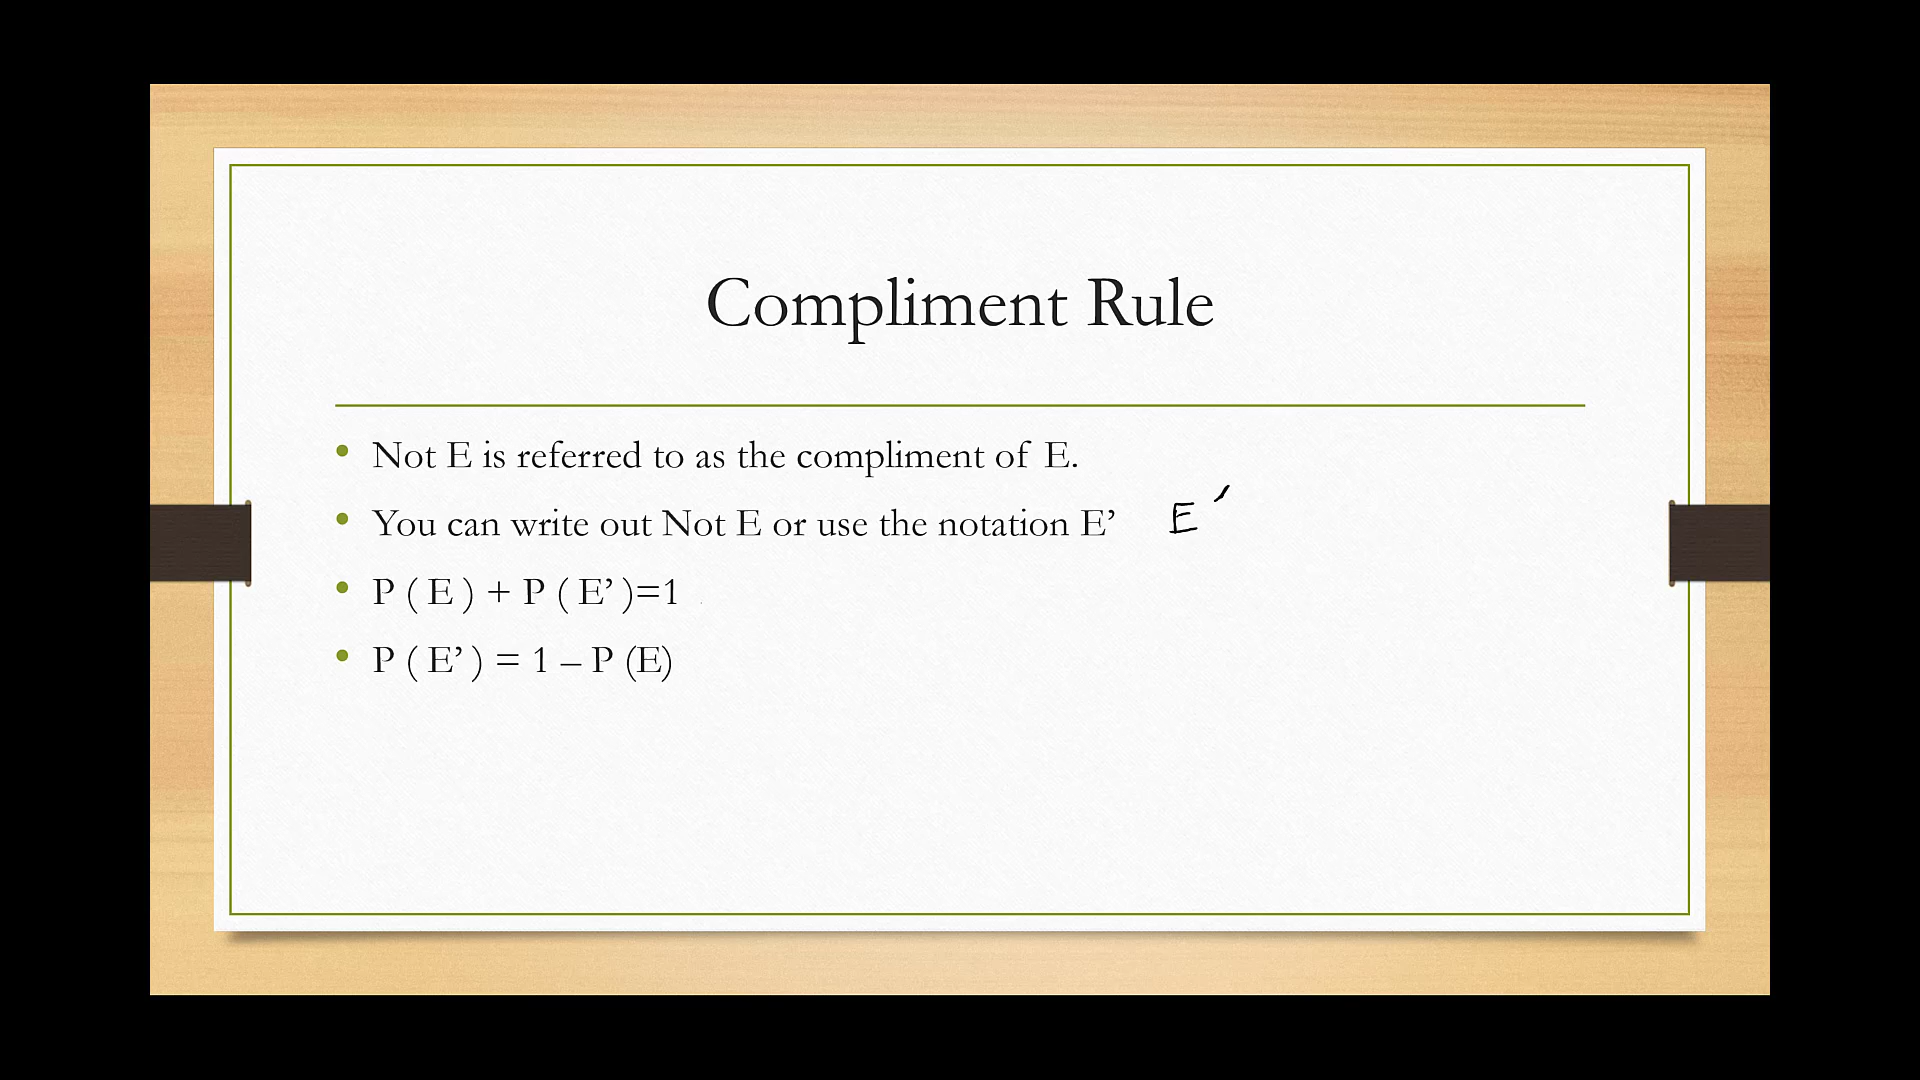 Compliment Rule
• Not E is referred to as the compliment of E.
• You can write out Not E or use the notation E’ E ′
• P ( E ) + P ( E’ )=1
• P ( E’ ) = 1 – P (E)